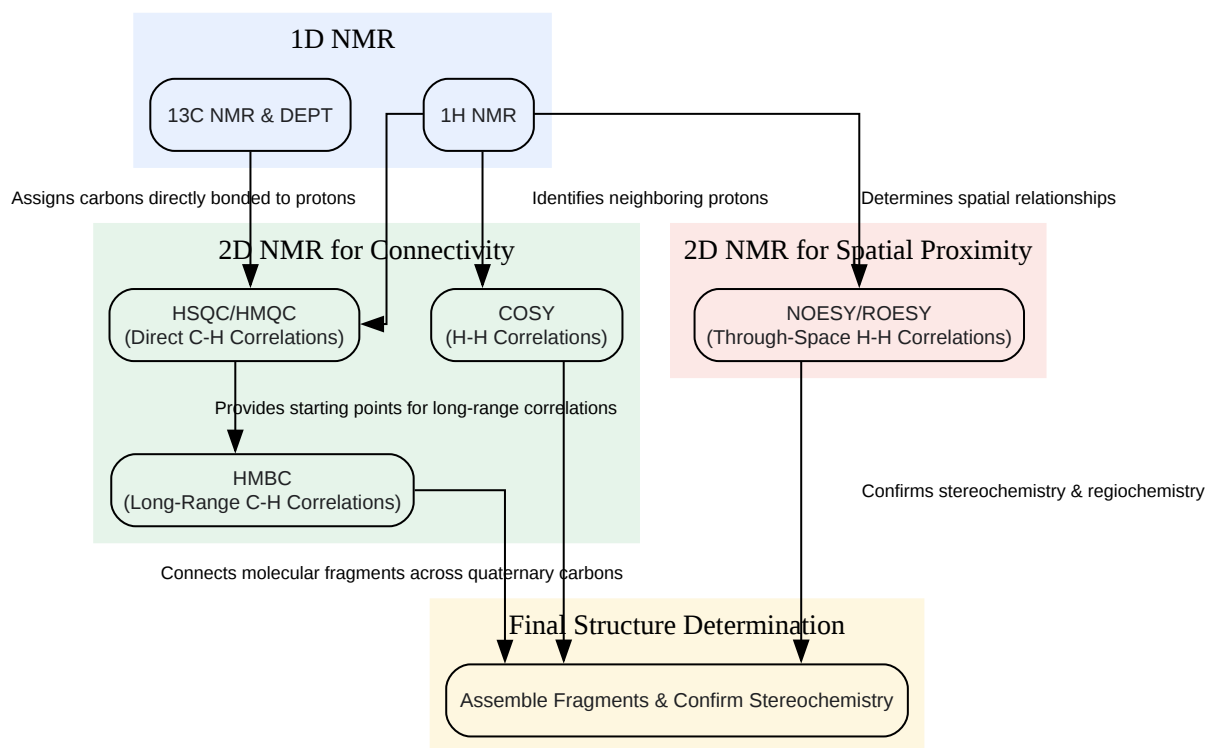 1D NMR
13C NMR & DEPT
1H NMR
Assigns carbons directly bonded to protons
Identifies neighboring protons
Determines spatial relationships
2D NMR for Connectivity
2D NMR for Spatial Proximity
HSQC/HMQC
(Direct C-H Correlations)
COSY
(H-H Correlations)
NOESY/ROESY
(Through-Space H-H Correlations)
Provides starting points for long-range correlations
HMBC
(Long-Range C-H Correlations)
Confirms stereochemistry & regiochemistry
Connects molecular fragments across quaternary carbons
Final Structure Determination
Assemble Fragments & Confirm Stereochemistry